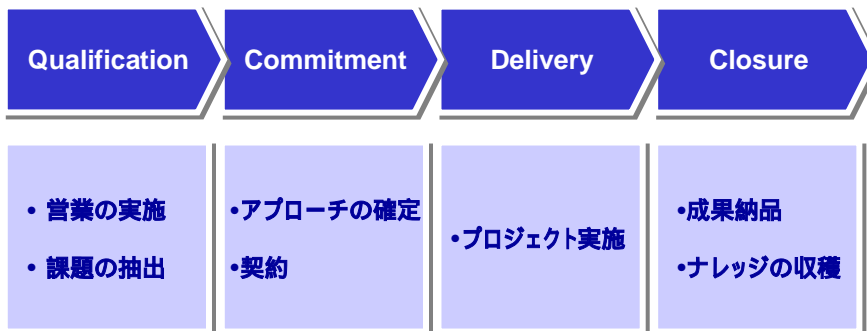 Qualification
Commitment
Delivery
Closure
• 営業の実施
• 課題の抽出
•アプローチの確定
•契約
•プロジェクト実施
•成果納品
•ナレッジの収穫